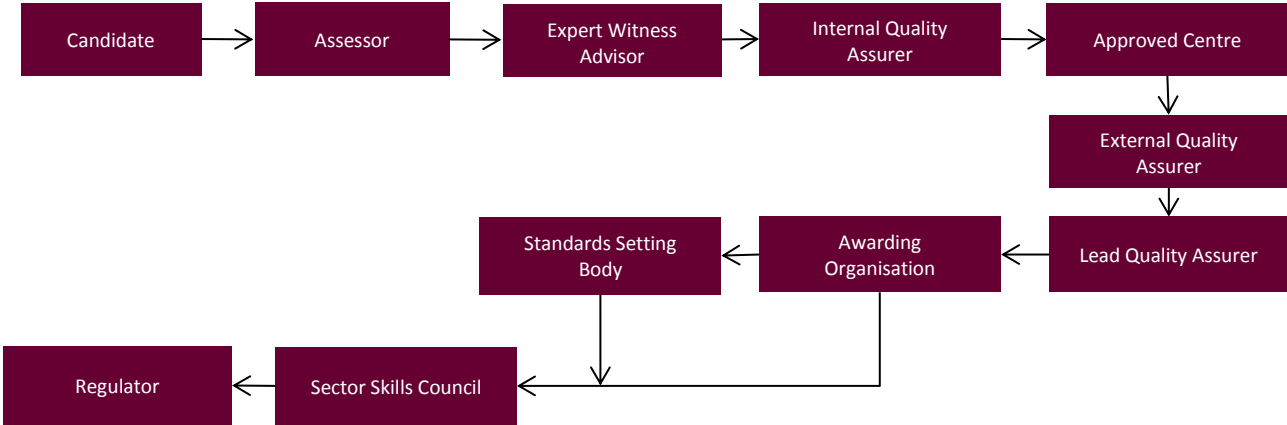 Candidate
Assessor
Expert Witness
Advisor
Internal Quality
Assurer
Approved Centre
External Quality
Assurer
Lead Quality Assurer
Awarding
Organisation
Standards Setting
Body
Sector Skills Council
Regulator